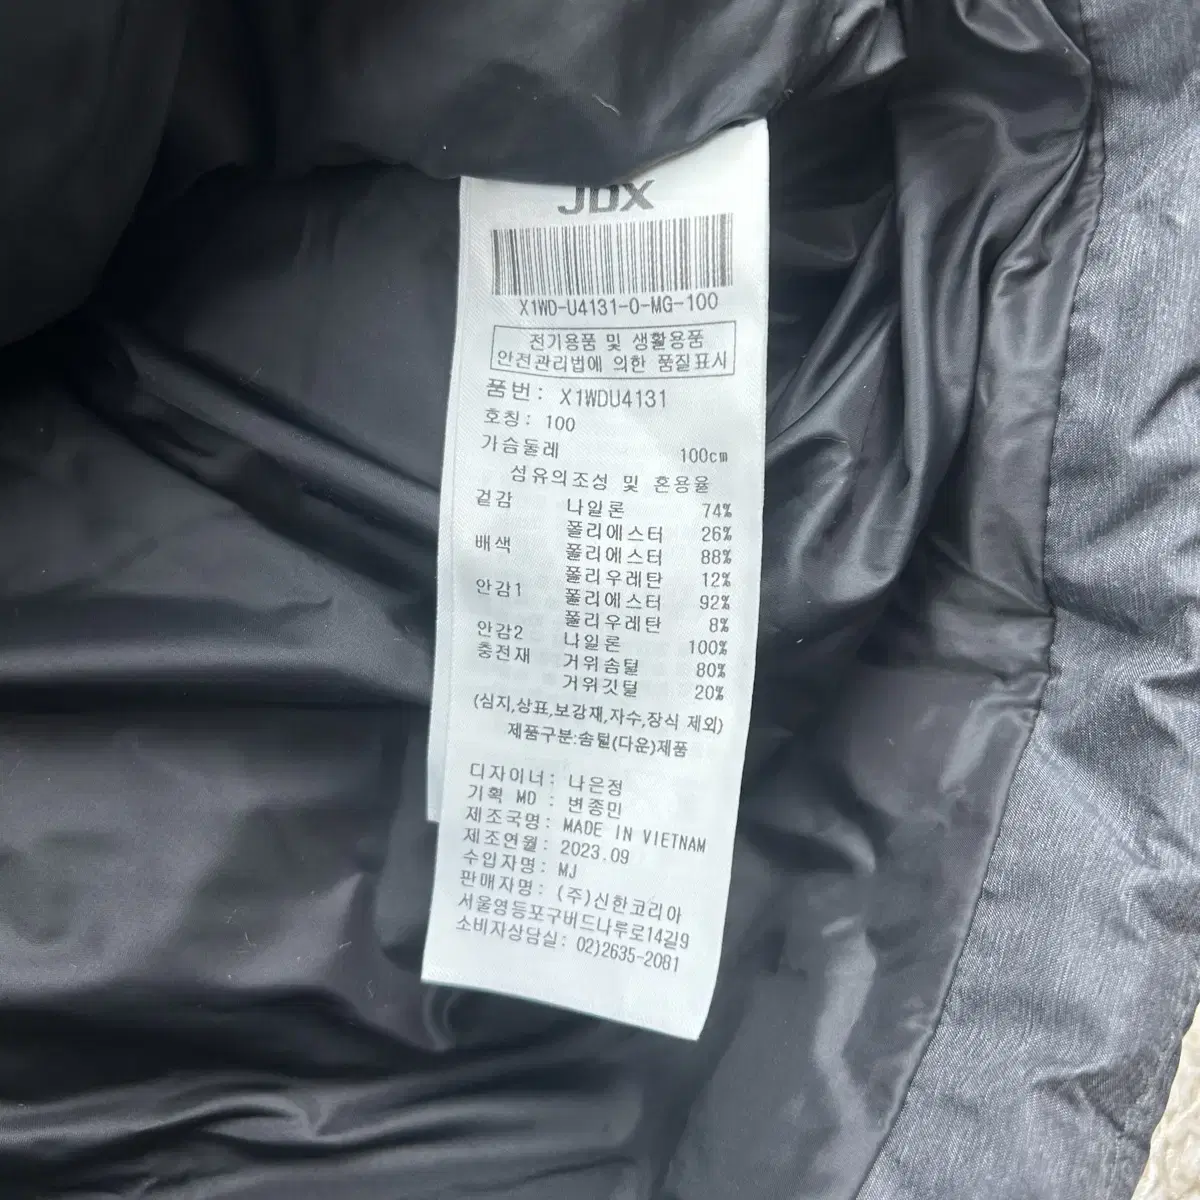 JDX
X1WD-U4131-0-MG-100
전기용품 및 생활용품
안전관리법에 의한 품질표시
품번: X1WDU4131
호칭: 100
가슴둘레 100cm
섬유의조성 및 혼용율
겉감 나일론 74%
폴리에스터 26%
배색 폴리에스터 88%
폴리우레탄 12%
안감1 폴리에스터 92%
폴리우레탄 8%
안감2 나일론 100%
충전재 거위솜털 80%
거위깃털 20%
(심지,상표,보강재,자수,장식 제외)
제품구분:솜털(다운)제품
디자이너: 나은정
기획 MD : 변종민
제조국명: MADE IN VIETNAM
제조연월: 2023.09
수입자명: MJ
판매자명: (주)신한코리아
서울영등포구버드나루로14길9
소비자상담실: 02)2635-2081